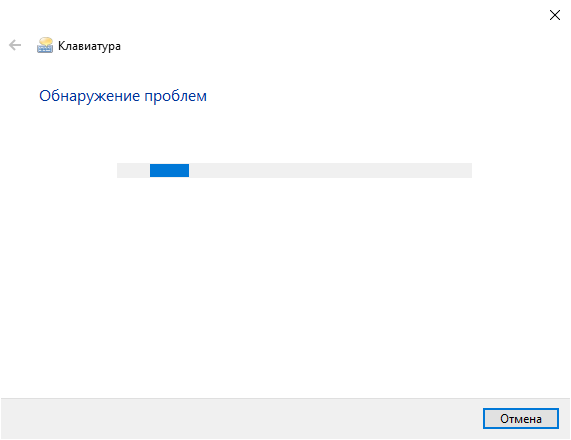 Клавиатура
Обнаружение проблем
Отмена